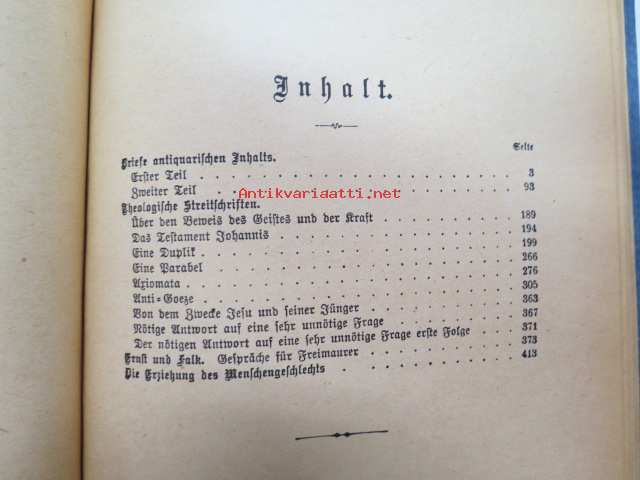 Inhalt.
Seite
Briefe antiquarischen Inhalts.
Erster Teil . . . . . . . . . . . . 3
Zweiter Teil . . . . . . . . . . . . 93
Antikvariaatti.net
Theologische Streitschriften.
Über den Beweis des Geistes und der Kraft . . . . . . 189
Das Testament Johannis . . . . . . . . . . 194
Eine Duplik . . . . . . . . . . . . 199
Eine Parabel . . . . . . . . . . . . 266
Axiomata . . . . . . . . . . . . 276
Anti-Goeze . . . . . . . . . . . . 305
Von dem Zwecke Jesu und seiner Jünger . . . . . . 363
Nötige Antwort auf eine sehr unnötige Frage . . . . . 367
Der nötigen Antwort auf eine sehr unnötige Frage erste Folge . 371
Ernst und Falk. Gespräche für Freimaurer . . . . . . 373
Die Erziehung des Menschengeschlechts . . . . . . 413